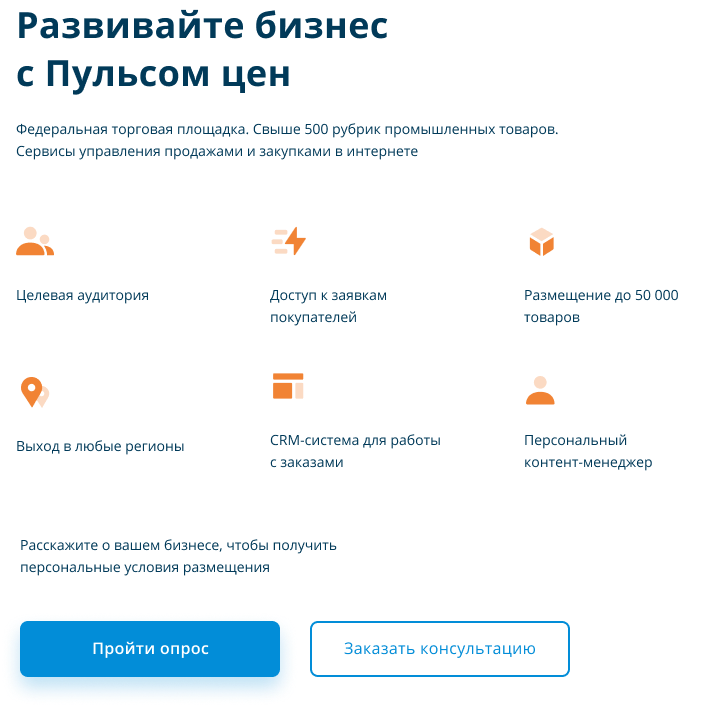 Развивайте бизнес
с Пульсом цен
Федеральная торговая площадка. Свыше 500 рубрик промышленных товаров.
Сервисы управления продажами и закупками в интернете
Целевая аудитория
Доступ к заявкам
покупателей
Размещение до 50 000
товаров
Выход в любые регионы
CRM-система для работы
с заказами
Персональный
контент-менеджер
Расскажите о вашем бизнесе, чтобы получить
персональные условия размещения
Пройти опрос
Заказать консультацию